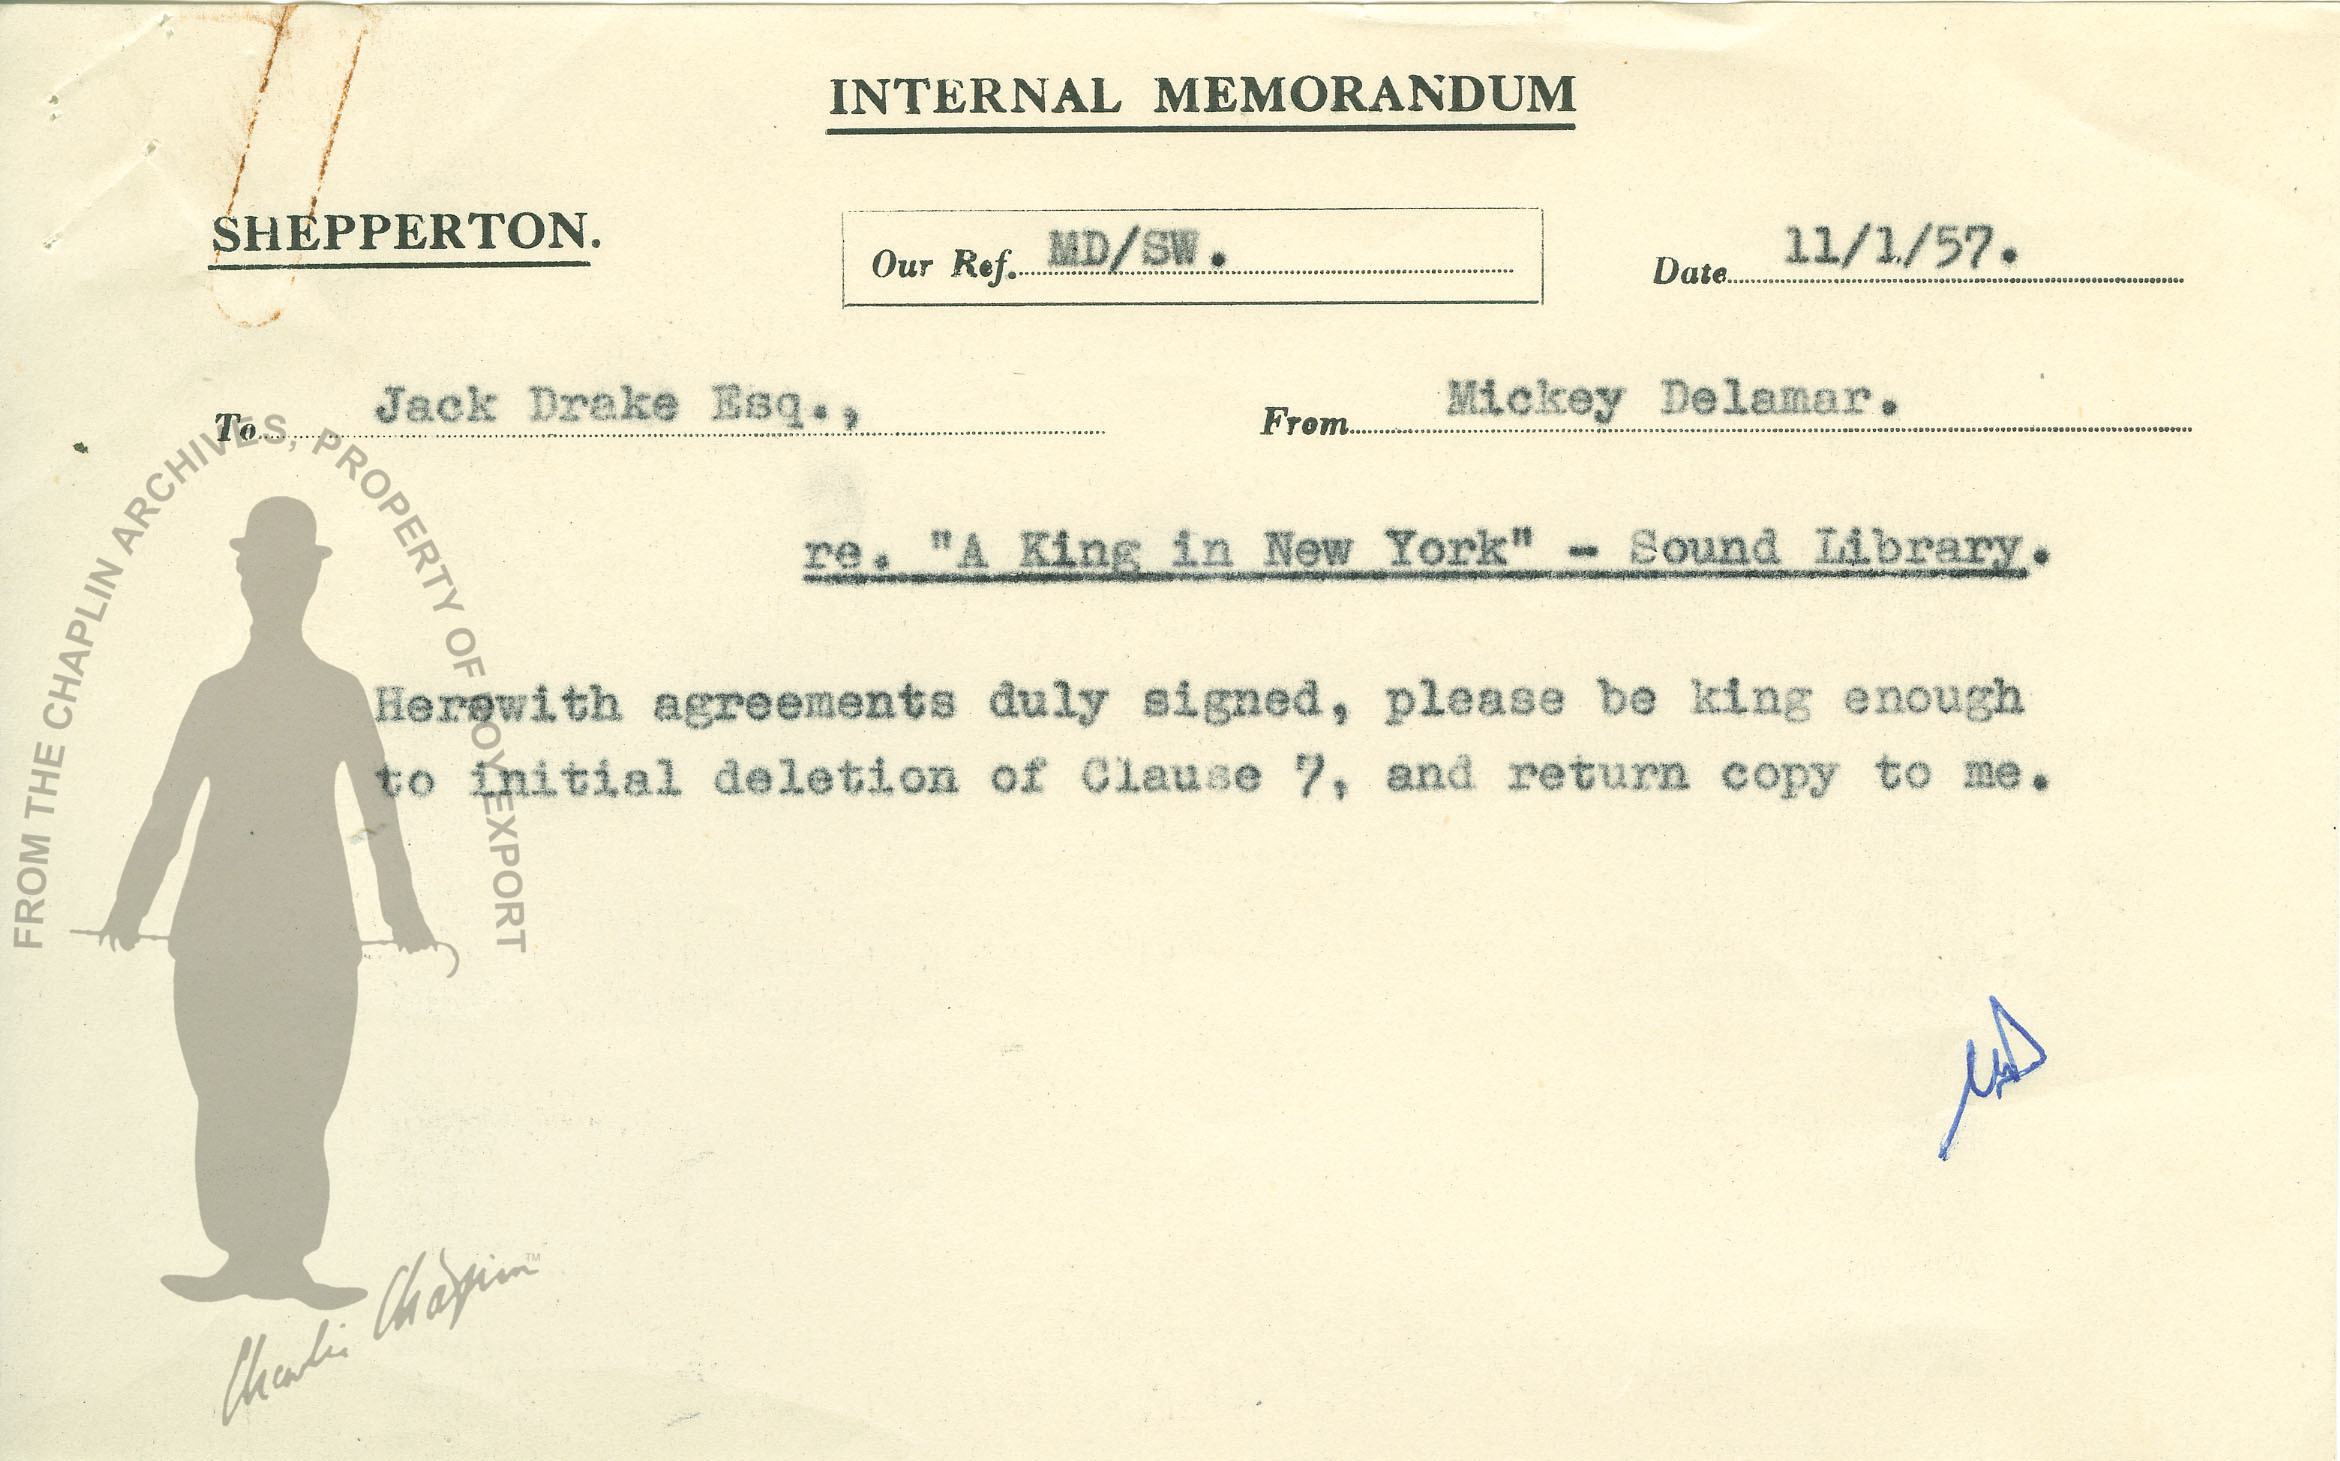 INTERNAL MEMORANDUM
SHEPPERTON.
Our Ref. MD/SW.
Date 11/1/57.
To Jack Drake Esq.,
From Mickey Delamar.
re. "A King in New York" - Sound Library.
Herewith agreements duly signed, please be king enough
to initial deletion of Clause 7, and return copy to me.
MD
FROM THE CHAPLIN ARCHIVES, PROPERTY OF ROY EXPORT
Charlie Chaplin TM